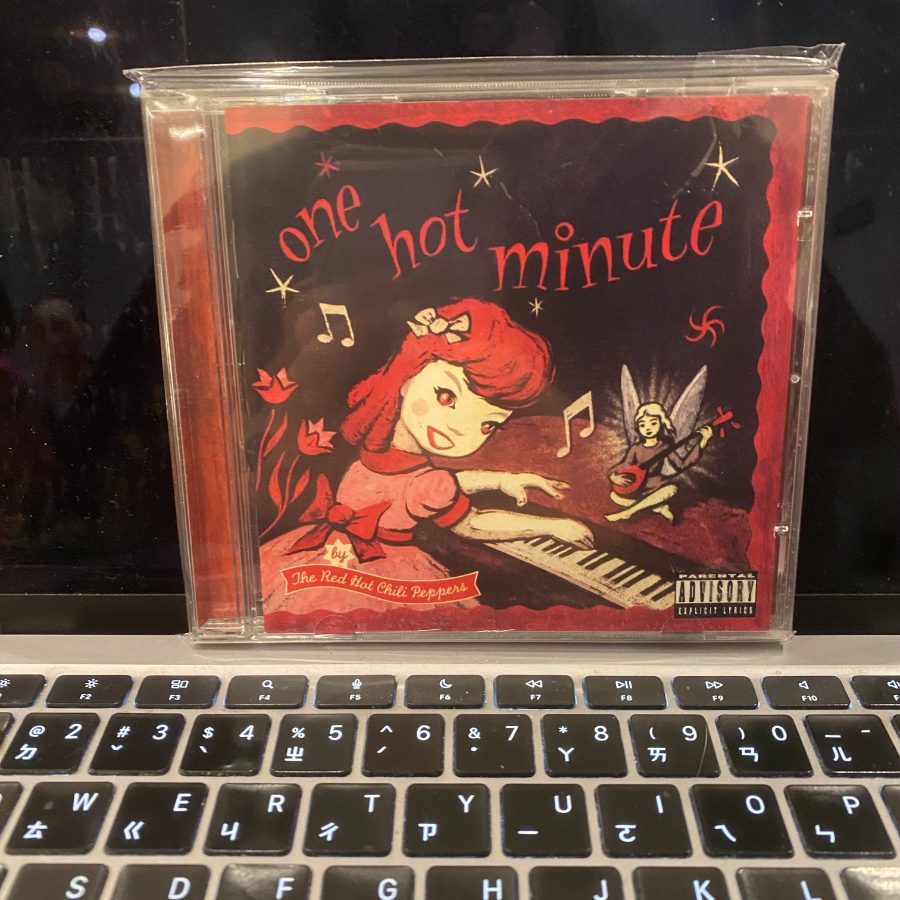 one hot minute
by
The Red Hot Chili Peppers
PARENTAL
ADVISORY
EXPLICIT LYRICS
F2 F3 F4 F5 F6 F7 F8 F9 F10
@ 2 # 3 $ 4 % 5 ^ 6 & 7 * 8 ( 9 ) 0 — -
ㄉ ˇ ˋ ㄓ ˊ ˙ ㄚ ㄞ ㄢ ㄦ
W E R T Y U I O P
ㄊ ㄍ ㄐ ㄔ ㄗ ㄧ ㄛ ㄟ ㄣ
S D F G H J K L